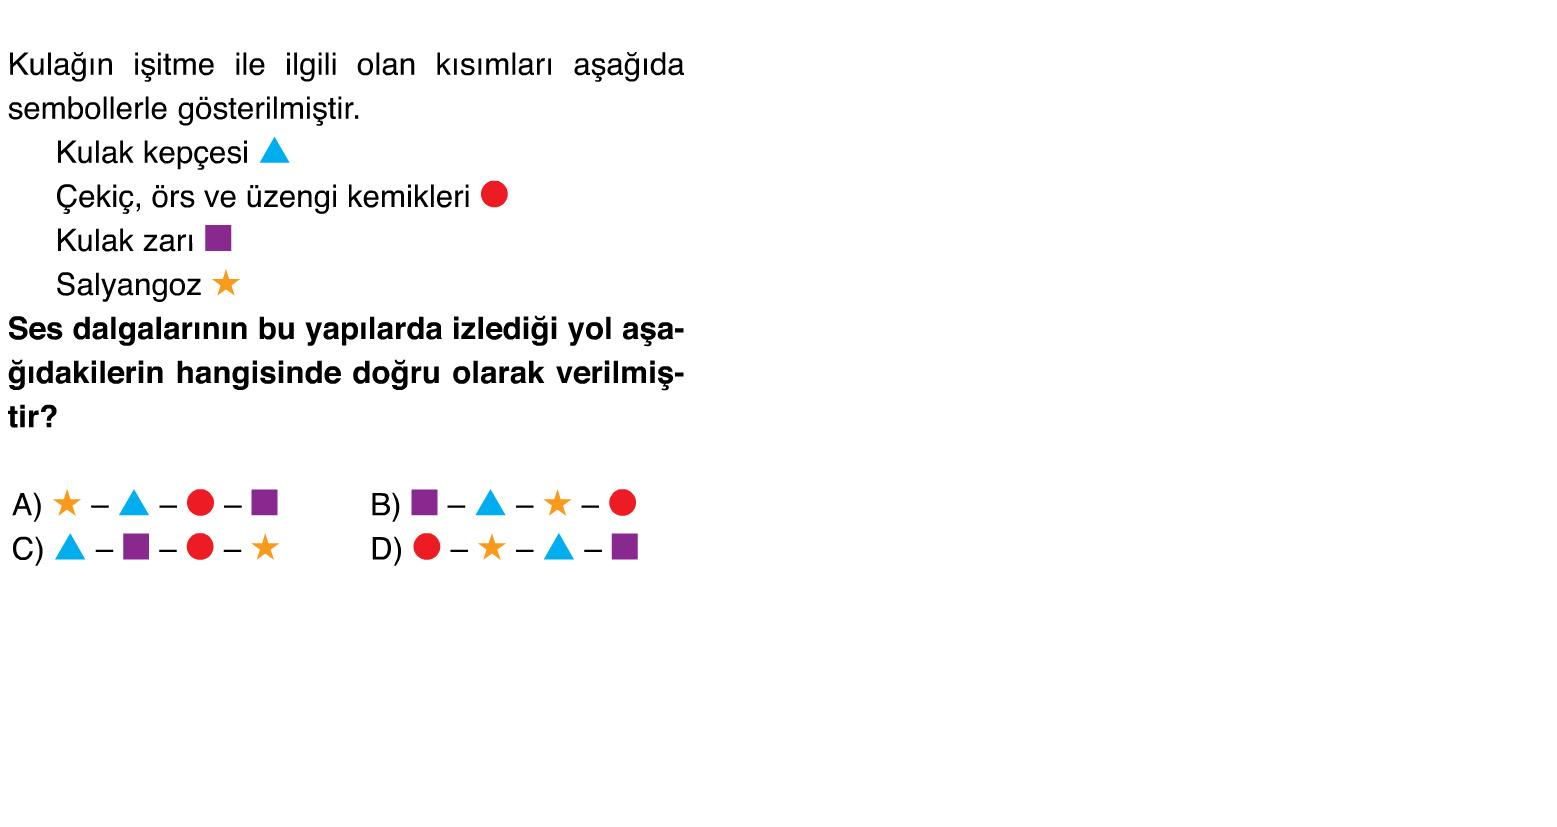 Kulağın işitme ile ilgili olan kısımları aşağıda
sembollerle gösterilmiştir.
Kulak kepçesi
Çekiç, örs ve üzengi kemikleri
Kulak zarı
Salyangoz
Ses dalgalarının bu yapılarda izlediği yol aşa-
ğıdakilerin hangisinde doğru olarak verilmiş-
tir?
A) ★ – ▲ – ● – ■ B) ■ – ▲ – ★ – ●
C) ▲ – ■ – ● – ★ D) ● – ★ – ▲ – ■